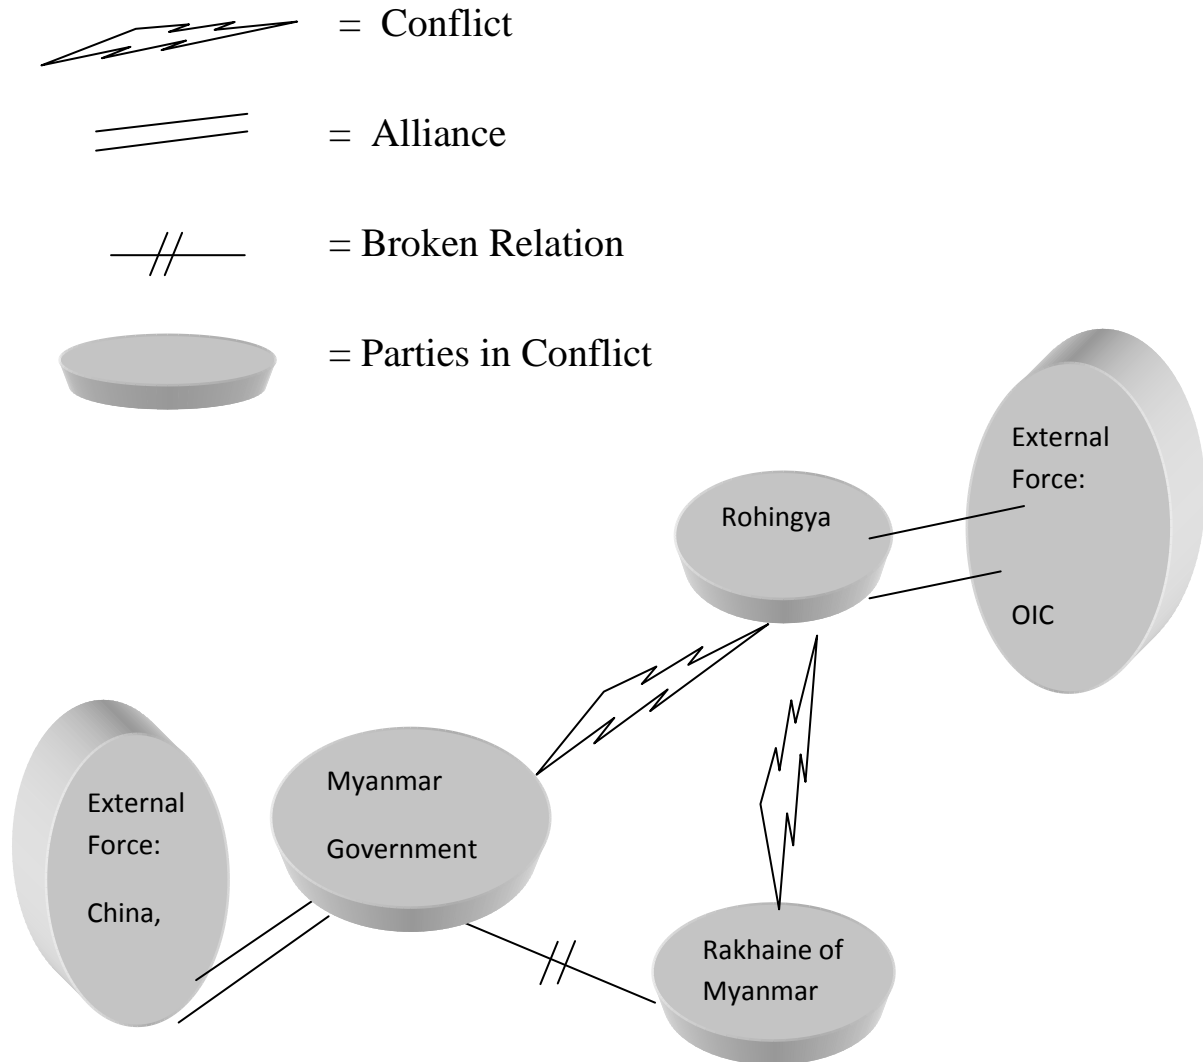 = Conflict
= Alliance
= Broken Relation
= Parties in Conflict
External
Force:
OIC
Rohingya
Myanmar
Government
External
Force:
China,
Rakhaine of
Myanmar